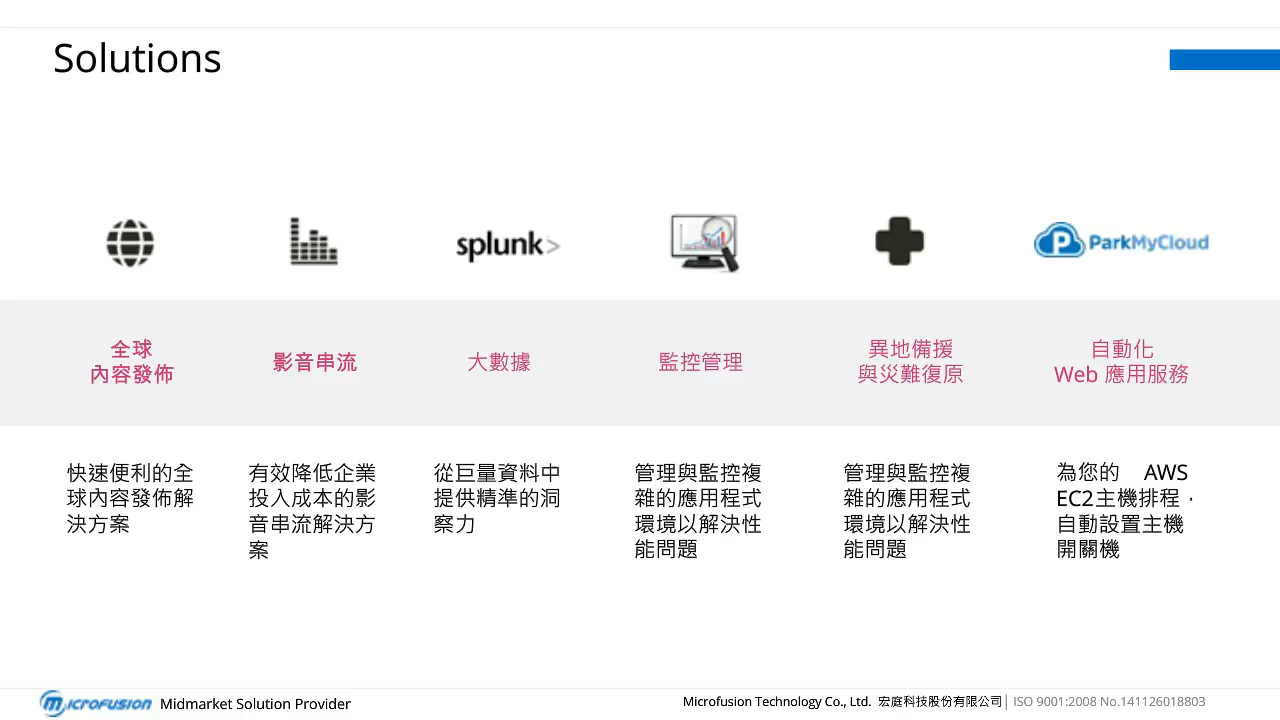 Solutions
splunk>
ParkMyCloud
全球
內容發佈
影音串流
大數據
監控管理
異地備援
與災難復原
自動化
Web 應用服務
快速便利的全
球內容發佈解
決方案
有效降低企業
投入成本的影
音串流解決方
案
從巨量資料中
提供精準的洞
察力
管理與監控複
雜的應用程式
環境以解決性
能問題
管理與監控複
雜的應用程式
環境以解決性
能問題
為您的 AWS
EC2主機排程，
自動設置主機
開關機
Microfusion Midmarket Solution Provider
Microfusion Technology Co., Ltd. 宏庭科技股份有限公司│ ISO 9001:2008 No.141126018803